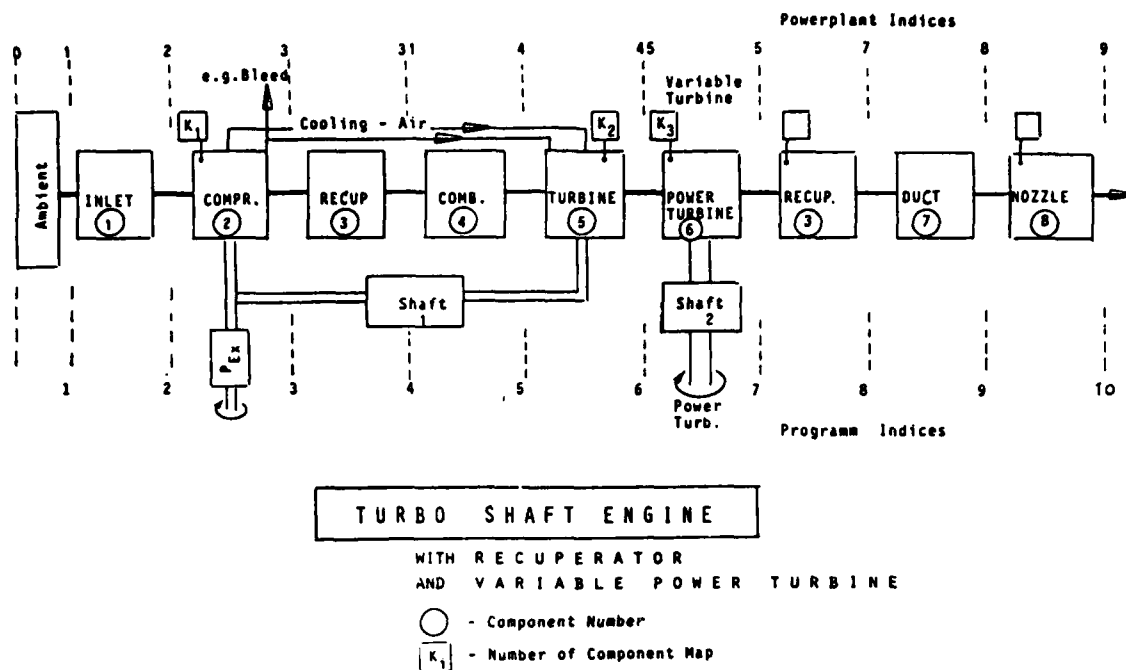 Powerplant Indices
0 1 2 3 31 4 45 5 7 8 9
e.g.Bleed
Variable
Turbine
K1 Cooling - Air K2 K3
Ambient
INLET COMPR. RECUP COMB. TURBINE POWER TURBINE RECUP. DUCT NOZZLE
1 2 3 4 5 6 3 7 8
Shaft 1
Shaft 2
PEx
1 2 3 4 5 6 7 8 9 10
Power
Turb.
Programm Indices
TURBO SHAFT ENGINE
WITH RECUPERATOR
AND VARIABLE POWER TURBINE
- Component Number
K1 - Number of Component Map